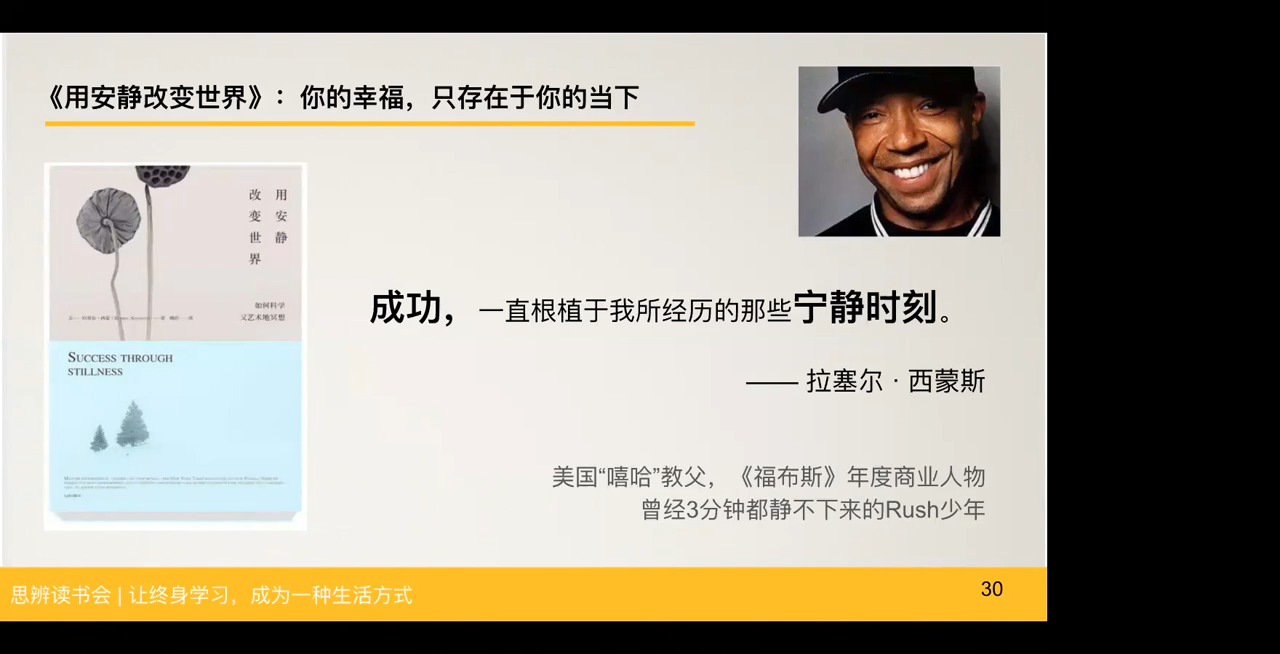 《用安静改变世界》：你的幸福，只存在于你的当下
用安静
改变世界
如何科学
又艺术地冥想
SUCCESS THROUGH
STILLNESS
成功，一直根植于我所经历的那些宁静时刻。
—— 拉塞尔 · 西蒙斯
美国“嘻哈”教父，《福布斯》年度商业人物
曾经3分钟都静不下来的Rush少年
思辨读书会 | 让终身学习，成为一种生活方式
30